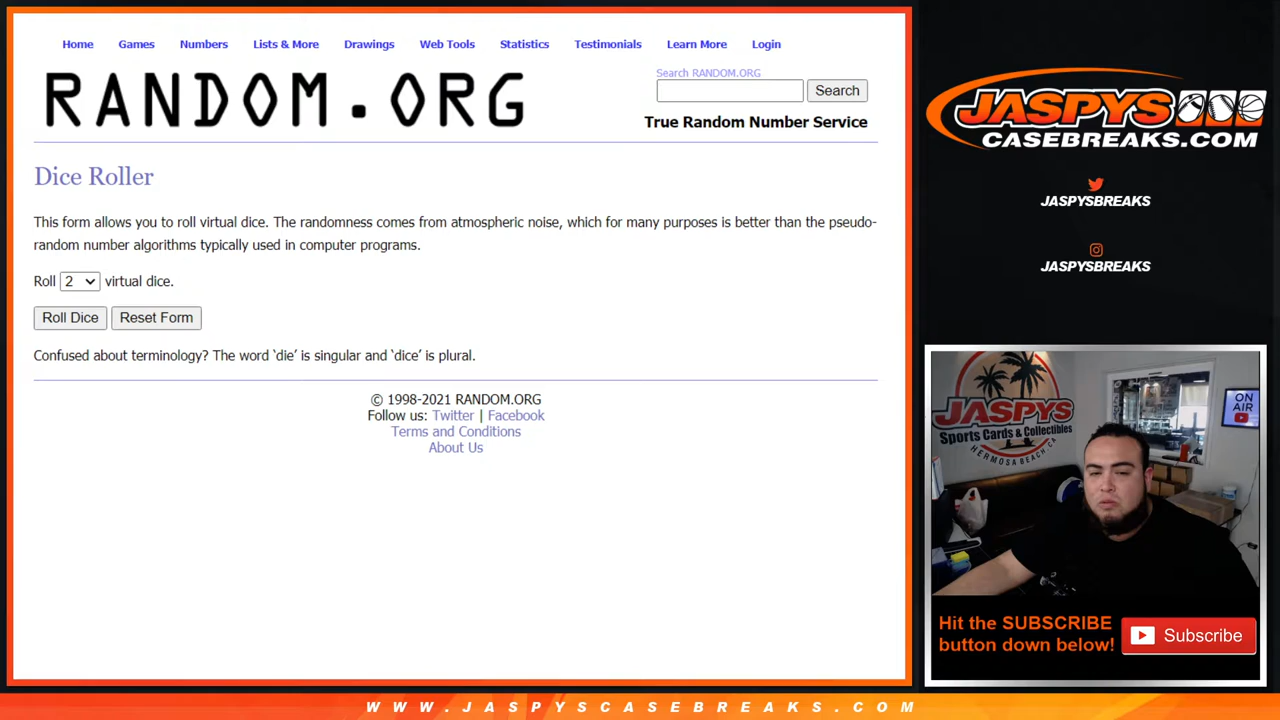 Home Games Numbers Lists & More Drawings Web Tools Statistics Testimonials Learn More Login
RANDOM.ORG
Search RANDOM.ORG
Search
True Random Number Service
Dice Roller
This form allows you to roll virtual dice. The randomness comes from atmospheric noise, which for many purposes is better than the pseudo-
random number algorithms typically used in computer programs.
Roll 2 virtual dice.
Roll Dice Reset Form
Confused about terminology? The word ‘die’ is singular and ‘dice’ is plural.
© 1998-2021 RANDOM.ORG
Follow us: Twitter | Facebook
Terms and Conditions
About Us
JASPYS
CASEBREAKS.COM
JASPYSBREAKS
JASPYSBREAKS
JASPYS
Sports Cards & Collectibles
HERMOSA BEACH, CA
ON
AIR
Hit the SUBSCRIBE
button down below!
Subscribe
WWW.JASPYSCASEBREAKS.COM